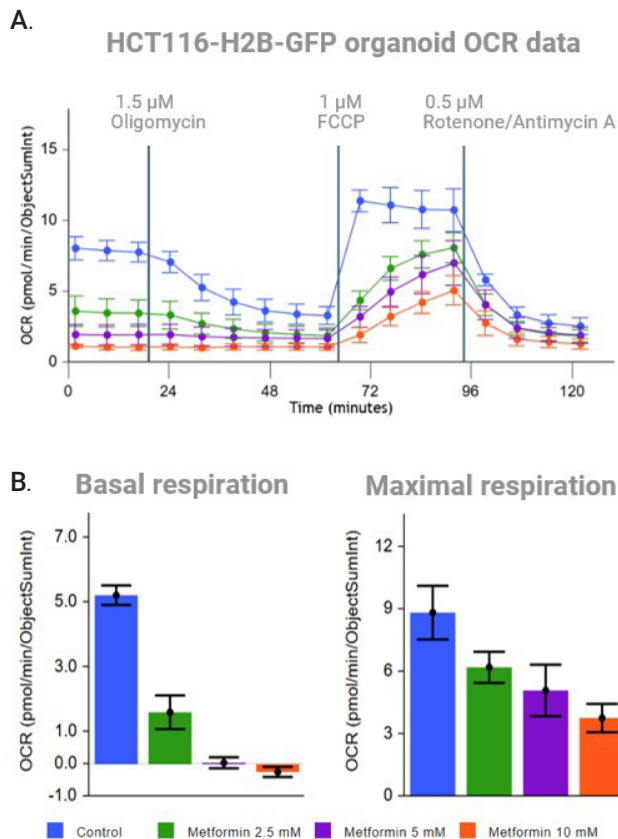 A.
HCT116-H2B-GFP organoid OCR data
1.5 µM
Oligomycin
1 µM
FCCP
0.5 µM
Rotenone/Antimycin A
OCR (pmol/min/ObjectSumInt)
15
10
5
0
0 24 48 72 96 120
Time (minutes)
B.
Basal respiration
OCR (pmol/min/ObjectSumInt)
7.0
5.0
3.0
1.0
0.0
-1.0
Maximal respiration
OCR (pmol/min/ObjectSumInt)
12
9
6
3
0
Control Metformin 2.5 mM Metformin 5 mM Metformin 10 mM